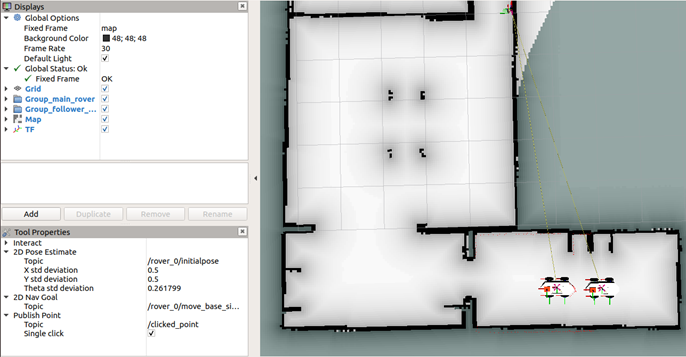 Displays
Global Options
Fixed Frame map
Background Color 48; 48; 48
Frame Rate 30
Default Light
Global Status: Ok
Fixed Frame OK
Grid
Group_main_rover
Group_follower_...
Map
TF
Add Duplicate Remove Rename
Tool Properties
Interact
2D Pose Estimate
Topic /rover_0/initialpose
X std deviation 0.5
Y std deviation 0.5
Theta std deviation 0.261799
2D Nav Goal
Topic /rover_0/move_base_si...
Publish Point
Topic /clicked_point
Single click